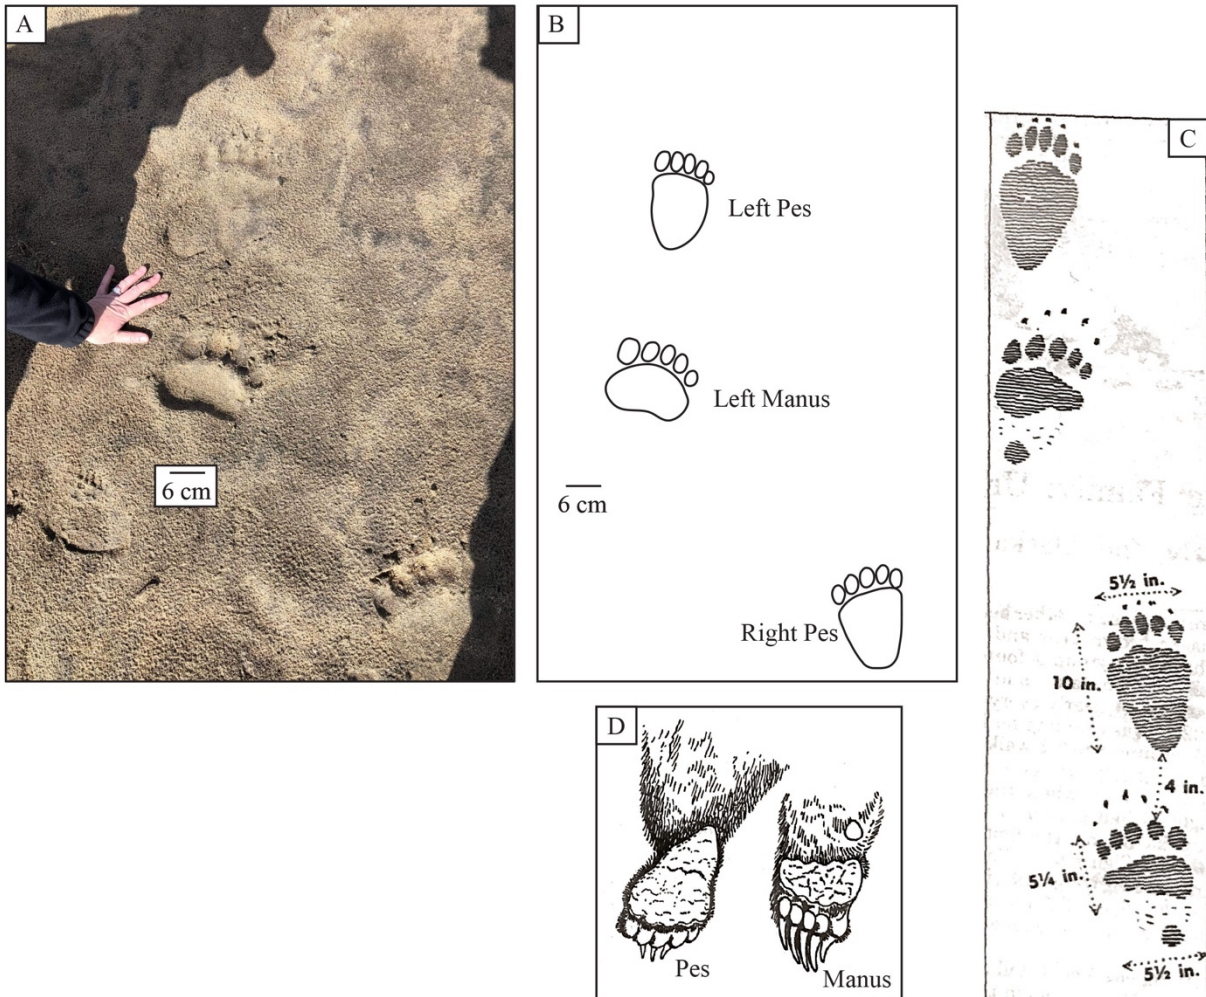 A
6 cm
B
Left Pes
Left Manus
6 cm
Right Pes
C
5½ in.
10 in.
4 in.
5¼ in.
5½ in.
D
Pes
Manus